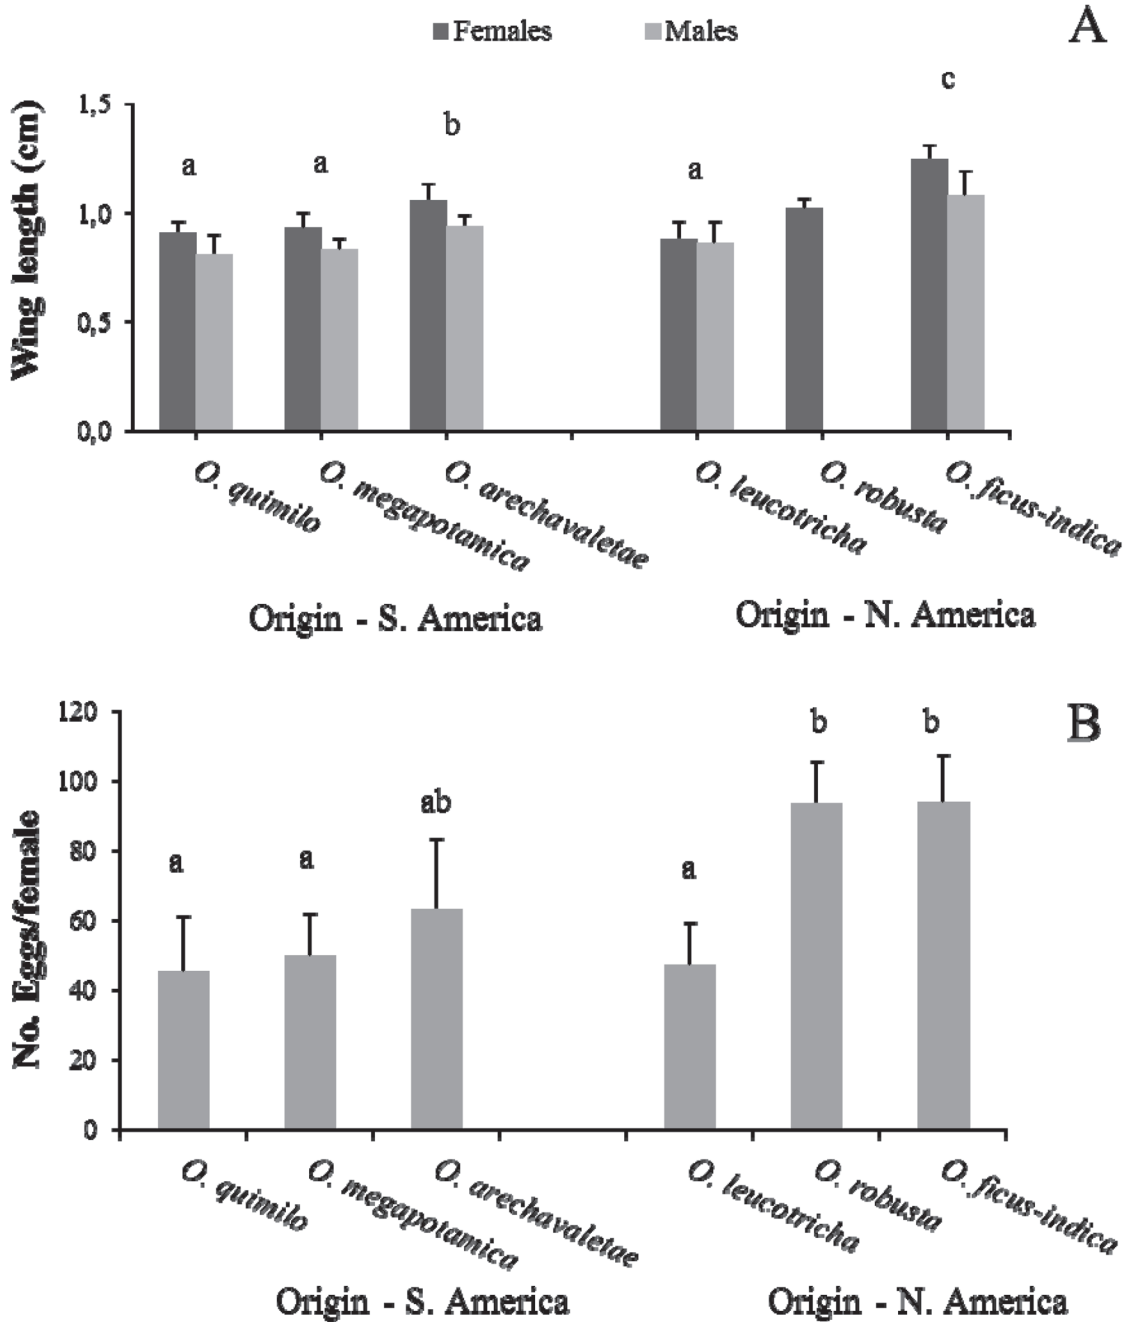 Females Males
A
Wing length (cm)
1,5
1,0
0,5
0,0
a
a
b
a
c
O. quimilo
O. megapotamica
O. arechavaletae
O. leucotricha
O. robusta
O. ficus-indica
Origin - S. America
Origin - N. America
B
No. Eggs/female
120
100
80
60
40
20
0
a
a
ab
a
b
b
O. quimilo
O. megapotamica
O. arechavaletae
O. leucotricha
O. robusta
O. ficus-indica
Origin - S. America
Origin - N. America